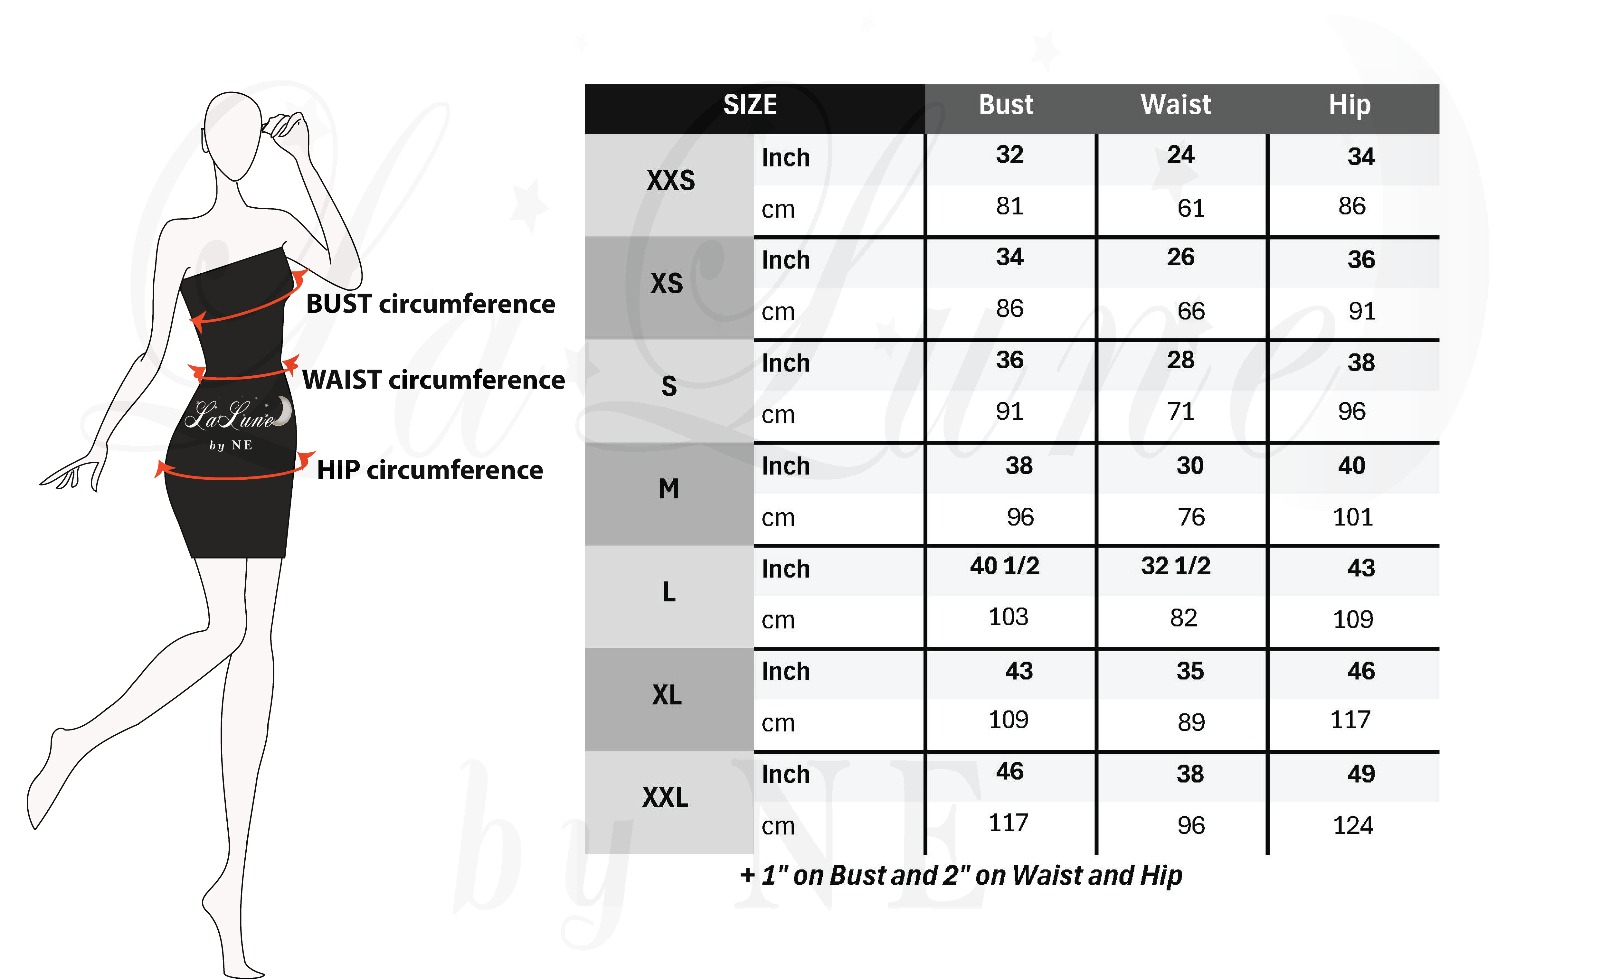 SIZE Bust Waist Hip
XXS
Inch 32 24 34
cm 81 61 86
XS
Inch 34 26 36
cm 86 66 91
S
Inch 36 28 38
cm 91 71 96
M
Inch 38 30 40
cm 96 76 101
L
Inch 40 1/2 32 1/2 43
cm 103 82 109
XL
Inch 43 35 46
cm 109 89 117
XXL
Inch 46 38 49
cm 117 96 124
+ 1" on Bust and 2" on Waist and Hip
BUST circumference
WAIST circumference
LaLune
by NE
HIP circumference
La Lune
by NE